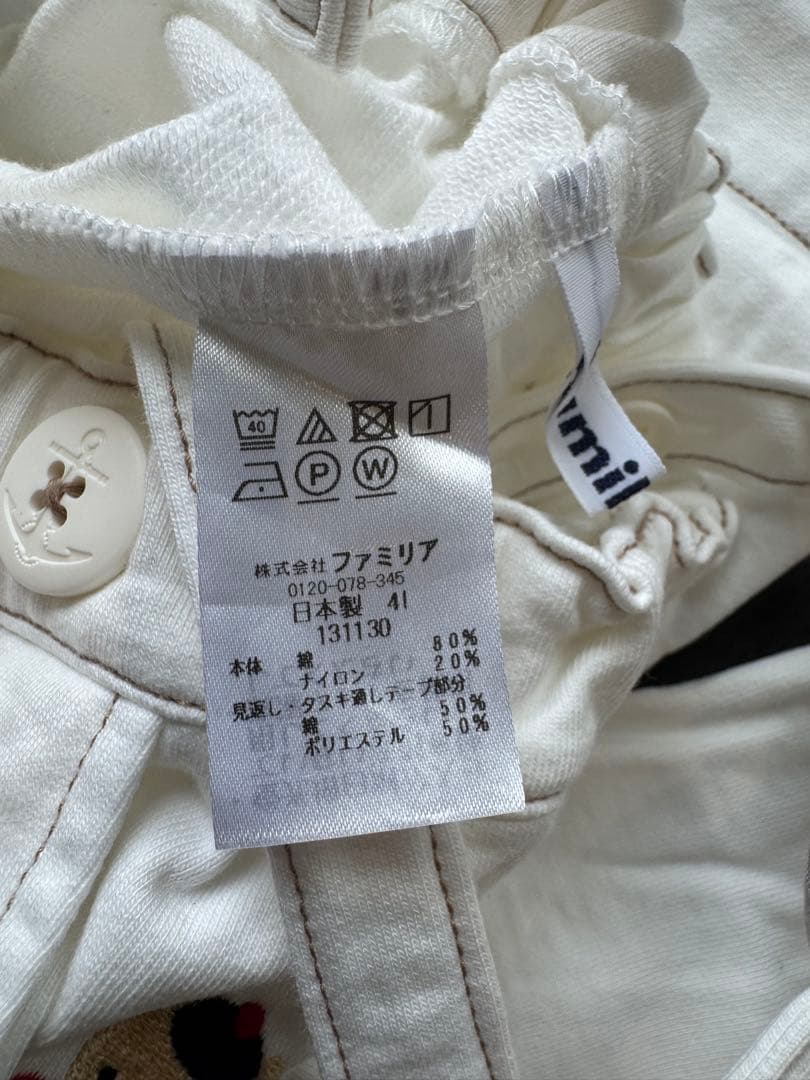 40
P W
株式会社 ファミリア
0120-078-345
日本製 41
131130
本体 綿 80%
ナイロン 20%
見返し・タスキ通しテープ部分
綿 50%
ポリエステル 50%
mil